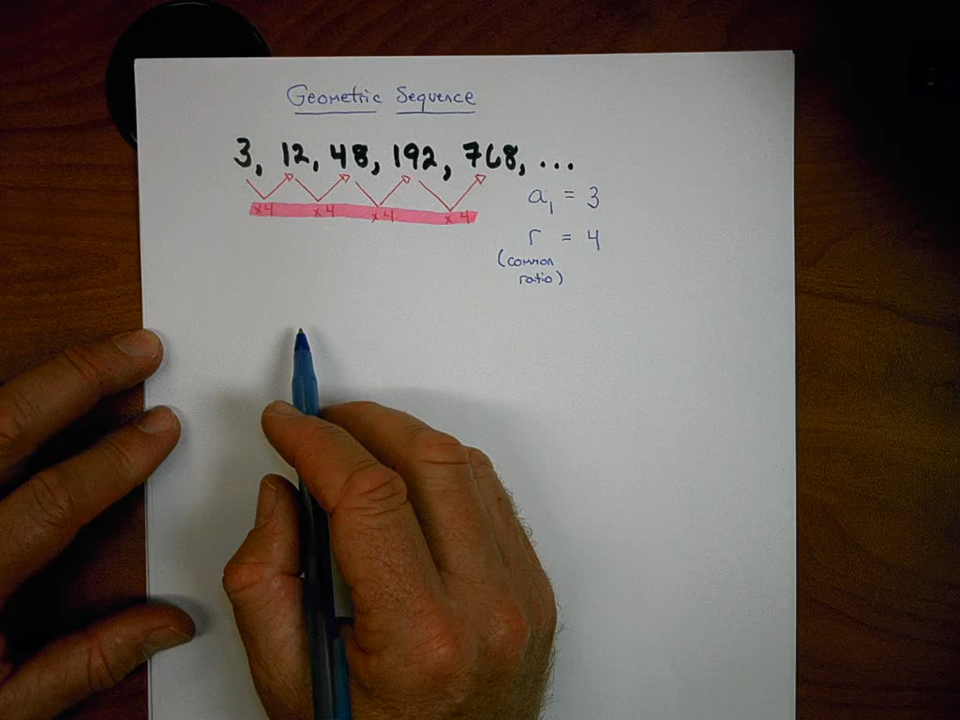 Geometric Sequence
3, 12, 48, 192, 768, ...
x4 x4 x4 x4
a₁ = 3
r = 4
(common
ratio)